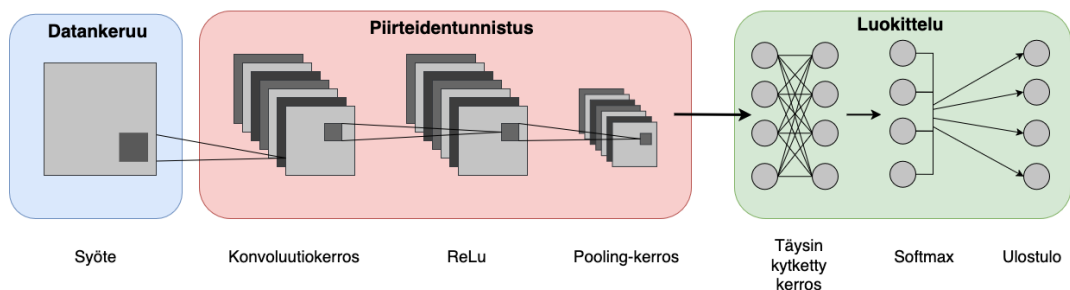 Datankeruu
Piirteidentunnistus
Luokittelu
Syöte
Konvoluutiokerros
ReLu
Pooling-kerros
Täysin
kytketty
kerros
Softmax
Ulostulo